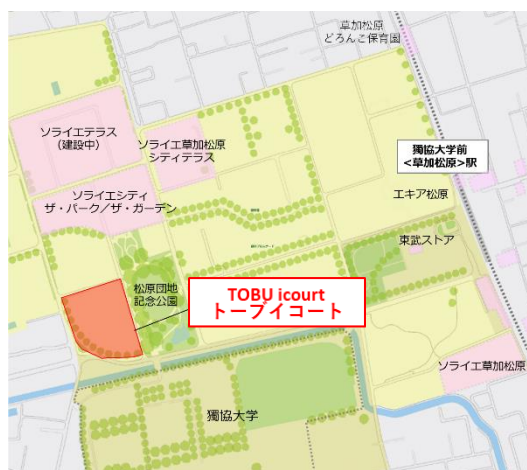 草加松原
どろんこ保育園
ソライエテラス
(建設中)
ソライエ草加松原
シティテラス
獨協大学前
<草加松原>駅
ソライエシティ
ザ・パーク/ザ・ガーデン
エキア松原
東武ストア
松原団地
記念公園
TOBU icourt
トーブイコート
ソライエ草加松原
獨協大学